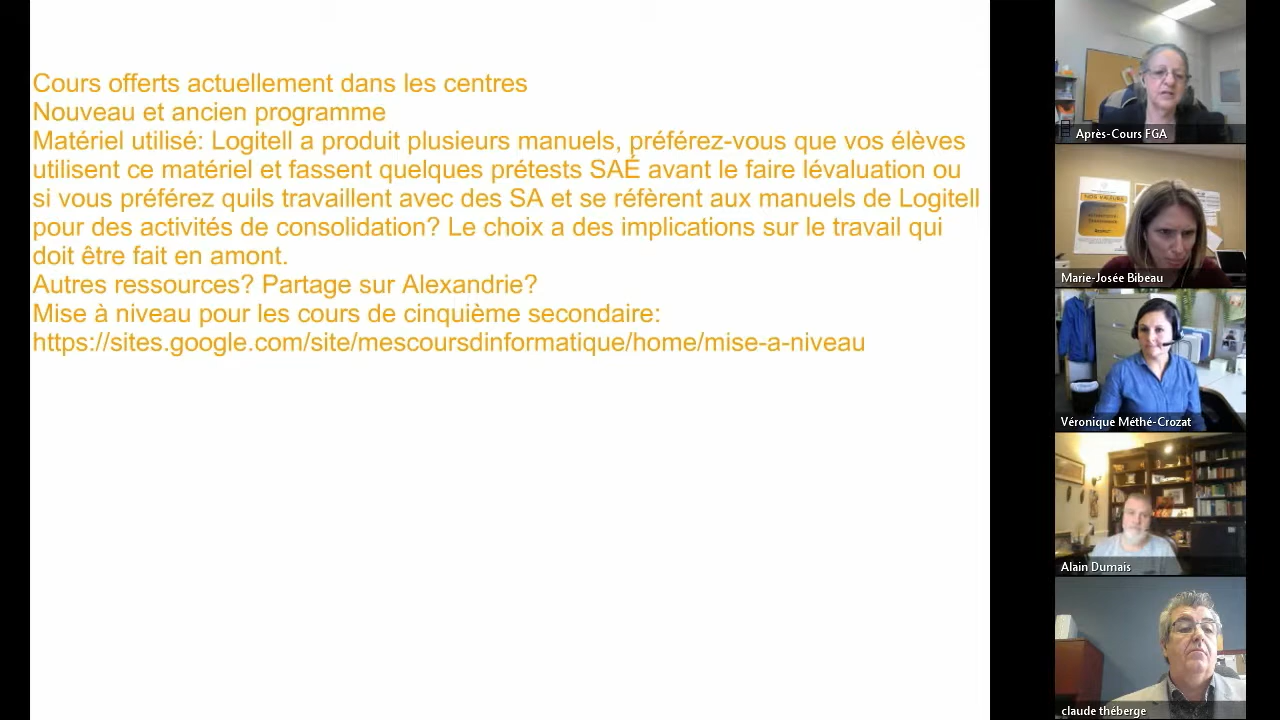 Cours offerts actuellement dans les centres
Nouveau et ancien programme
Matériel utilisé: Logitell a produit plusieurs manuels, préférez-vous que vos élèves
utilisent ce matériel et fassent quelques prétests SAÉ avant le faire lévaluation ou
si vous préférez quils travaillent avec des SA et se réfèrent aux manuels de Logitell
pour des activités de consolidation? Le choix a des implications sur le travail qui
doit être fait en amont.
Autres ressources? Partage sur Alexandrie?
Mise à niveau pour les cours de cinquième secondaire:
https://sites.google.com/site/mescoursdinformatique/home/mise-a-niveau
Après-Cours FGA
NOS VALEURS
Marie-Josée Bibeau
Véronique Méthé-Crozat
Alain Dumais
claude théberge